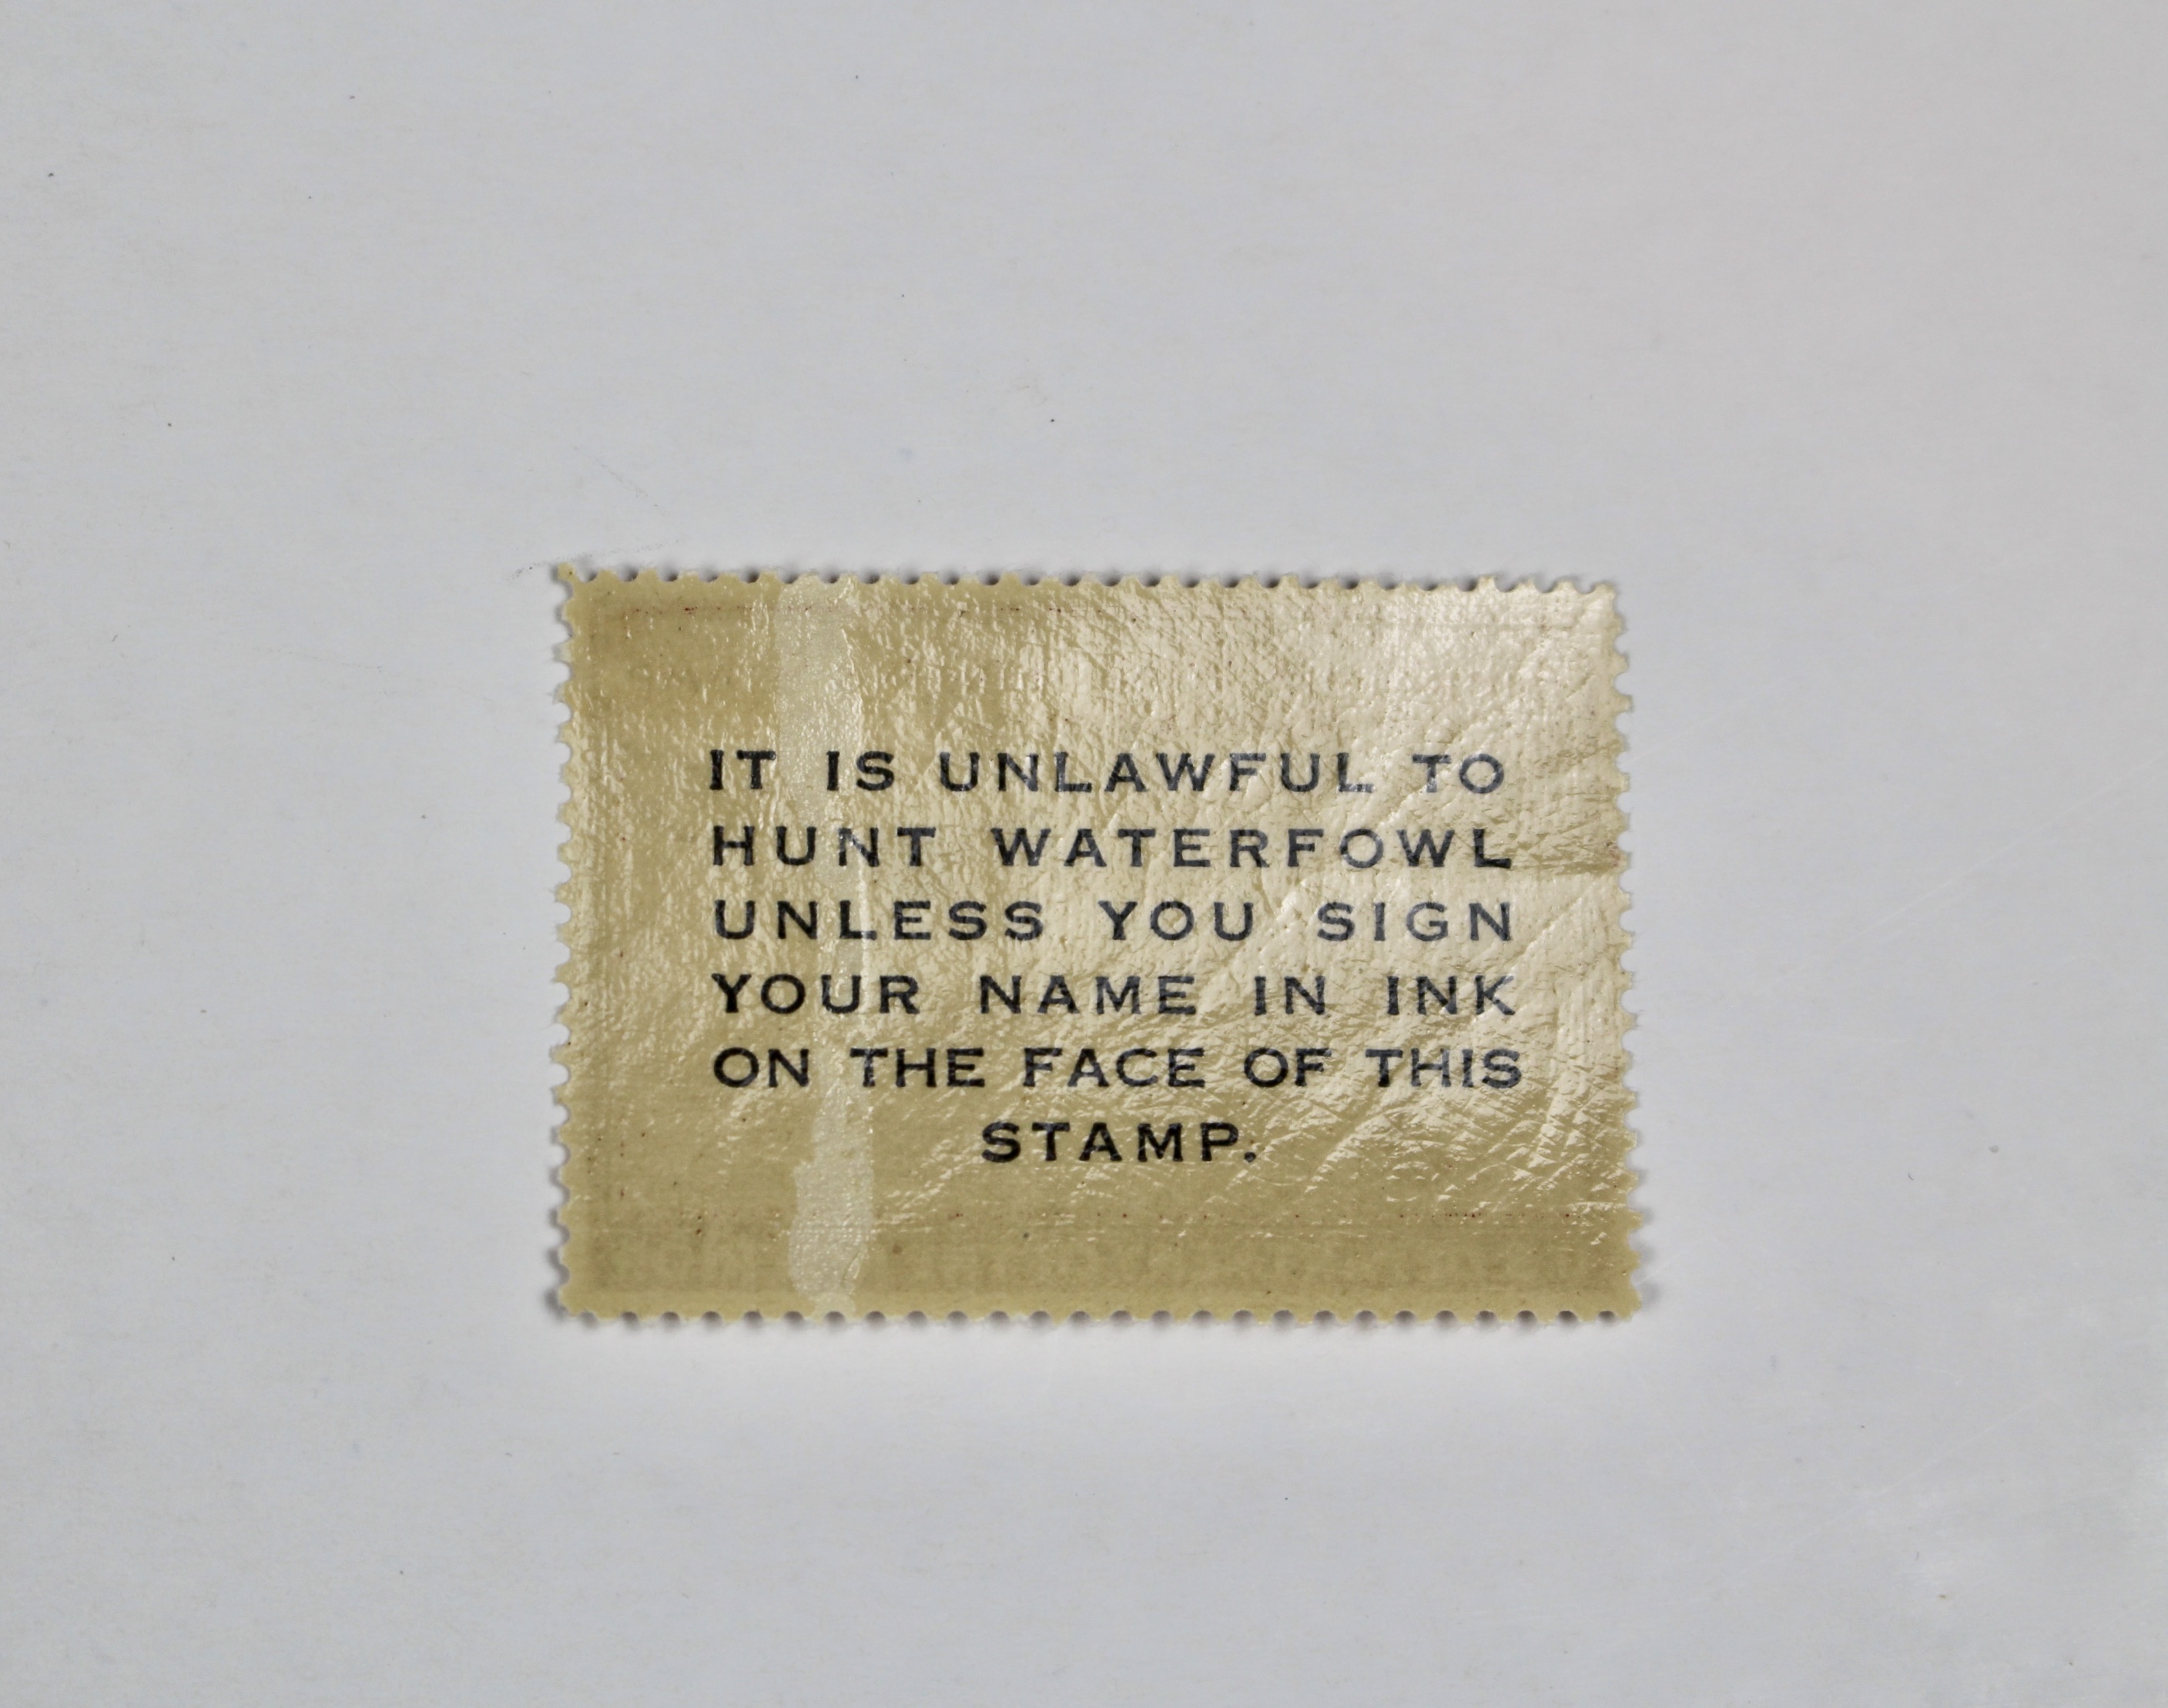 IT IS UNLAWFUL TO
HUNT WATERFOWL
UNLESS YOU SIGN
YOUR NAME IN INK
ON THE FACE OF THIS
STAMP.